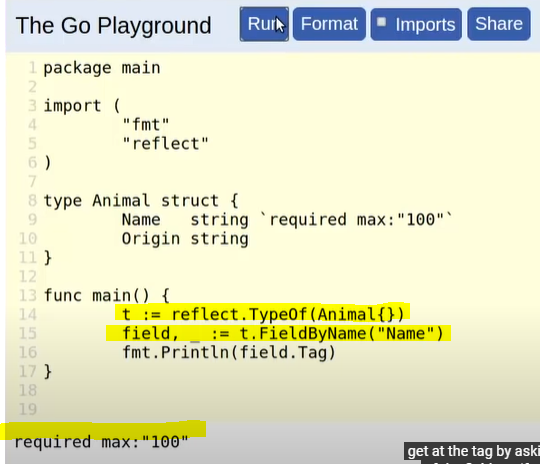 The Go Playground Run Format Imports Share
1 package main
2
3 import (
4 "fmt"
5 "reflect"
6 )
7
8 type Animal struct {
9 Name string `required max:"100"`
10 Origin string
11 }
12
13 func main() {
14 t := reflect.TypeOf(Animal{})
15 field, _ := t.FieldByName("Name")
16 fmt.Println(field.Tag)
17 }
18
19
required max:"100"
get at the tag by aski